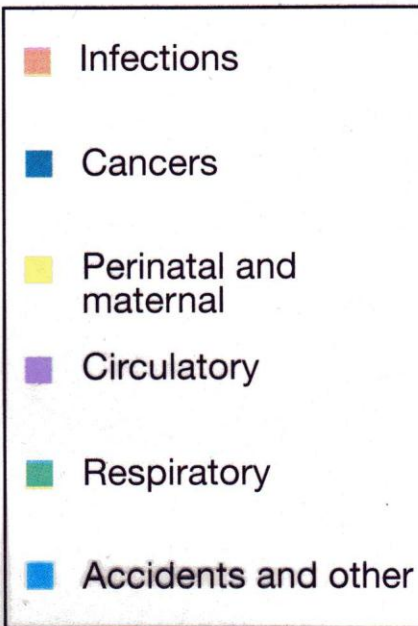 Infections
Cancers
Perinatal and
maternal
Circulatory
Respiratory
Accidents and other